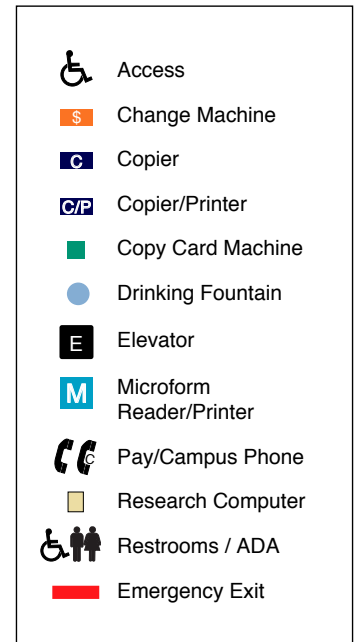 Access
$ Change Machine
C Copier
C/P Copier/Printer
Copy Card Machine
Drinking Fountain
E Elevator
M Microform
Reader/Printer
C Pay/Campus Phone
Research Computer
Restrooms / ADA
Emergency Exit